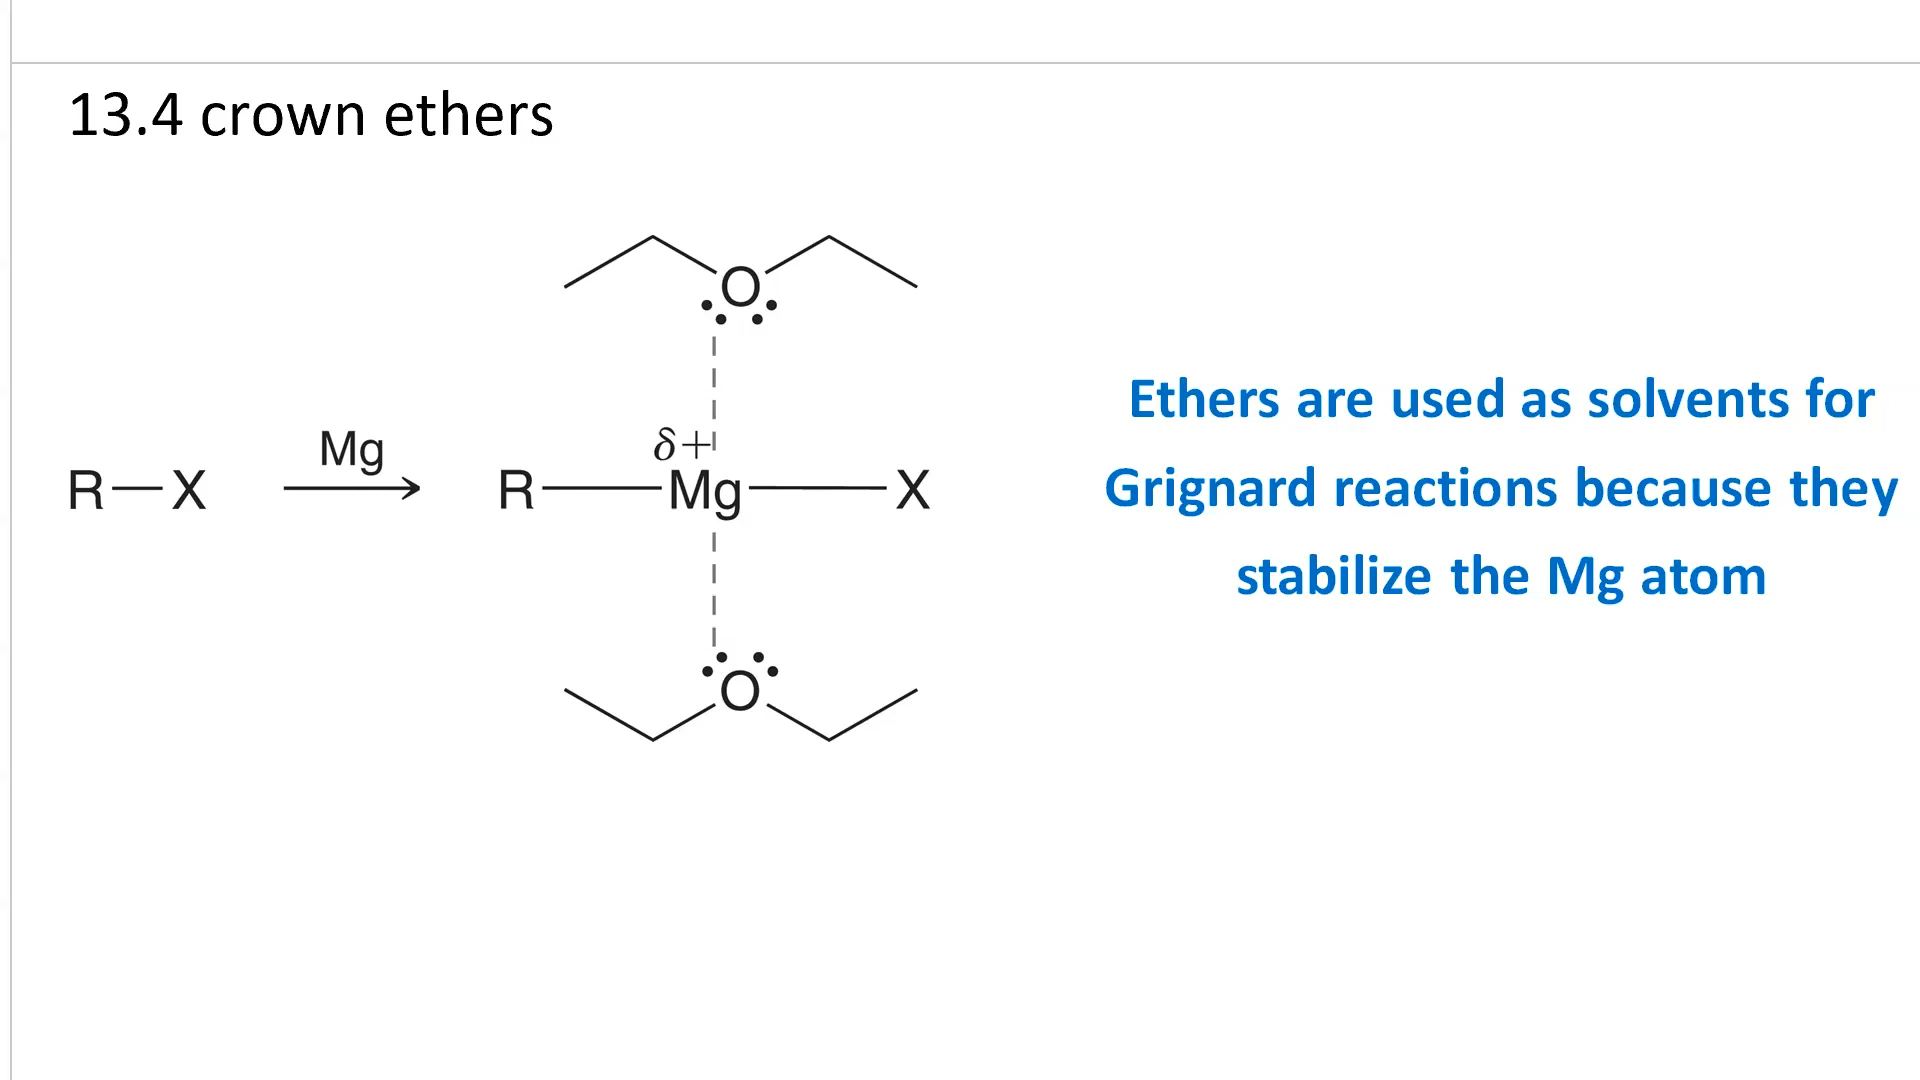 13.4 crown ethers
O
Ethers are used as solvents for
δ+
Mg
R—X
R—Mg—X
Grignard reactions because they
stabilize the Mg atom
O